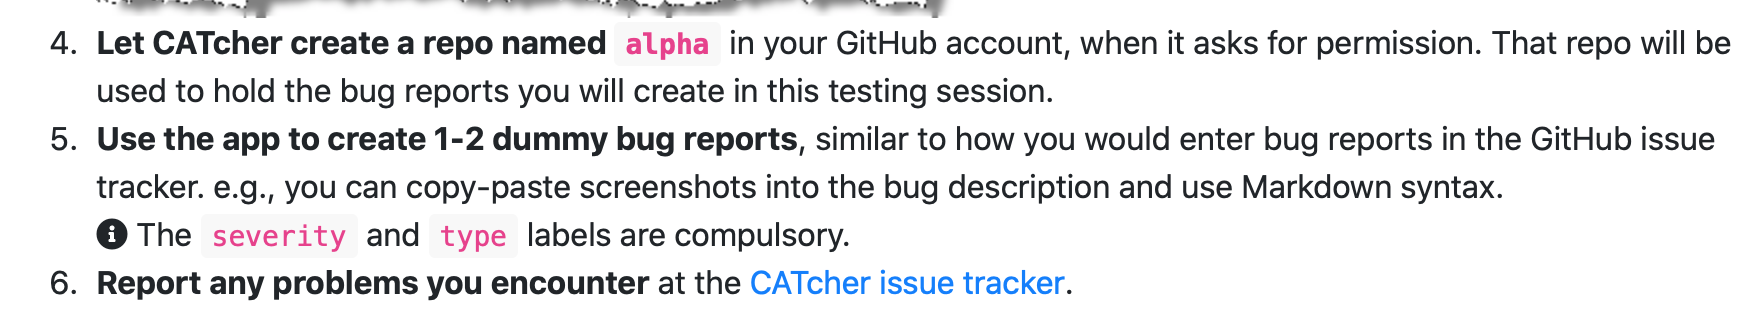 4. Let CATcher create a repo named alpha in your GitHub account, when it asks for permission. That repo will be
used to hold the bug reports you will create in this testing session.
5. Use the app to create 1-2 dummy bug reports, similar to how you would enter bug reports in the GitHub issue
tracker. e.g., you can copy-paste screenshots into the bug description and use Markdown syntax.
The severity and type labels are compulsory.
6. Report any problems you encounter at the CATcher issue tracker.